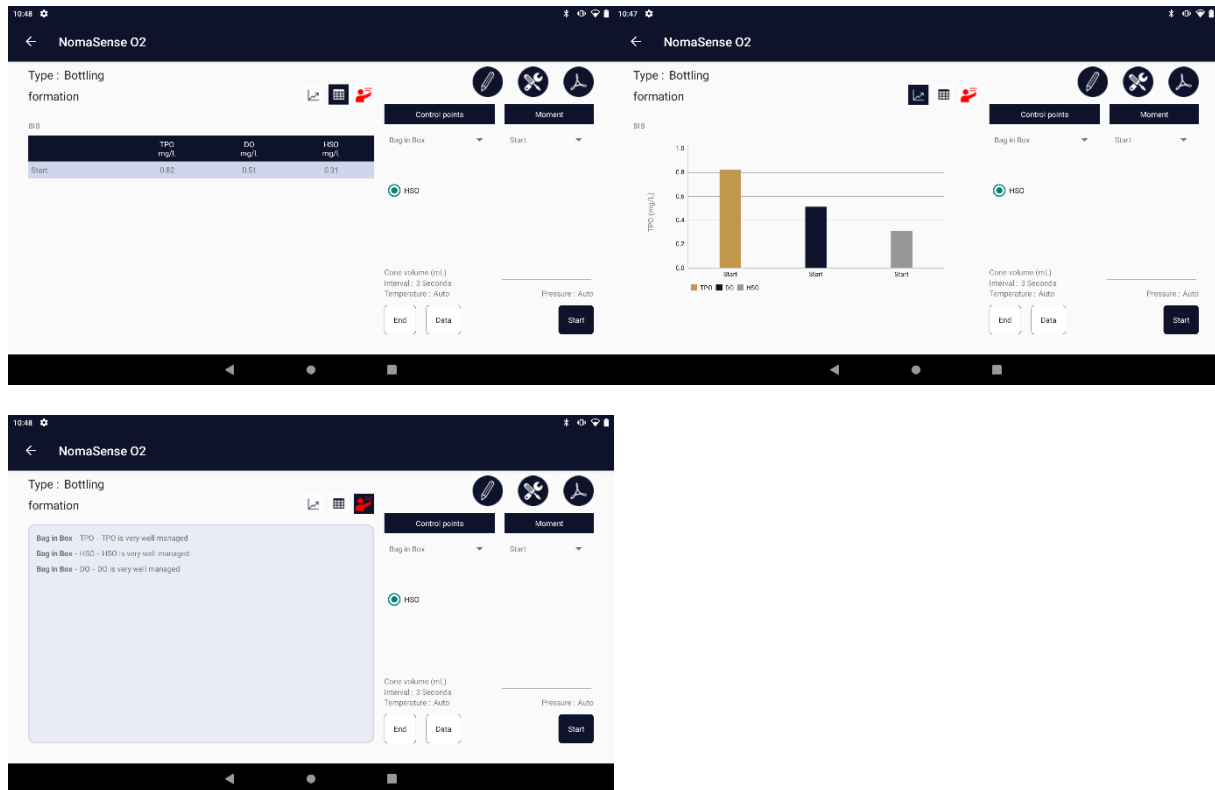 10:48
NomaSense O2
Type : Bottling
formation
Control points Moment
BIB
Bag in Box Start
TPO DO HSO
mg/L mg/L mg/L
Start 0.82 0.51 0.31
HSO
Cone volume (mL)
Interval : 3 Seconds
Temperature : Auto Pressure : Auto
End Data Start
10:47
NomaSense O2
Type : Bottling
formation
Control points Moment
BIB
Bag in Box Start
1.0
0.8
0.6
0.4
0.2
0.0
TPO (mg/L)
Start Start Start
TPO DO HSO
HSO
Cone volume (mL)
Interval : 3 Seconds
Temperature : Auto Pressure : Auto
End Data Start
10:48
NomaSense O2
Type : Bottling
formation
Control points Moment
Bag in Box - TPO - TPO is very well managed
Bag in Box - HSO - HSO is very well managed
Bag in Box - DO - DO is very well managed
Bag in Box Start
HSO
Cone volume (mL)
Interval : 3 Seconds
Temperature : Auto Pressure : Auto
End Data Start